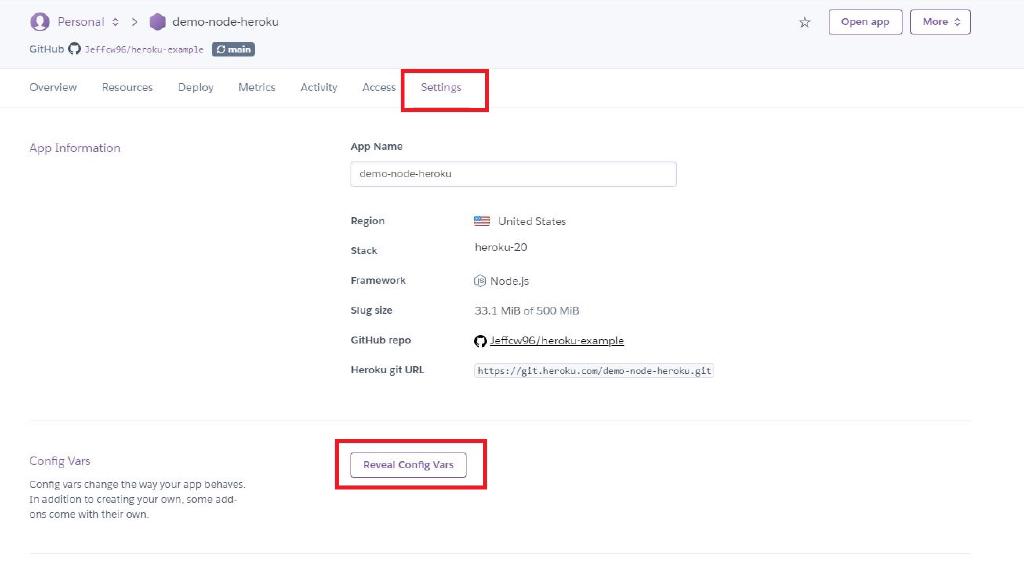 Personal > demo-node-heroku
Open app
More
GitHub Jeffcw96/heroku-example main
Overview Resources Deploy Metrics Activity Access Settings
App Information
App Name
demo-node-heroku
Region United States
Stack heroku-20
Framework Node.js
Slug size 33.1 MiB of 500 MiB
GitHub repo Jeffcw96/heroku-example
Heroku git URL https://git.heroku.com/demo-node-heroku.git
Config Vars
Config vars change the way your app behaves.
In addition to creating your own, some add-
ons come with their own.
Reveal Config Vars